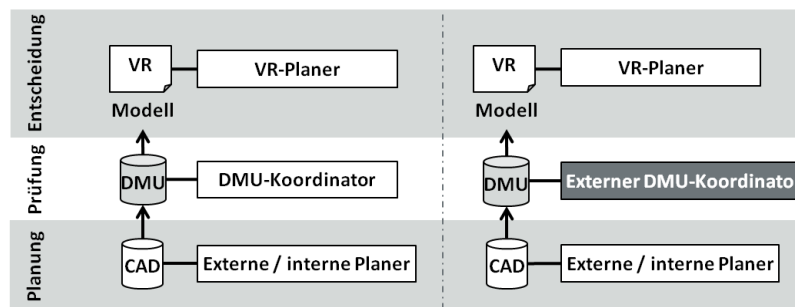 Entscheidung
VR
VR-Planer
Modell
VR
VR-Planer
Modell
Prüfung
DMU
DMU-Koordinator
DMU
Externer DMU-Koordinato
Planung
CAD
Externe / interne Planer
CAD
Externe / interne Planer